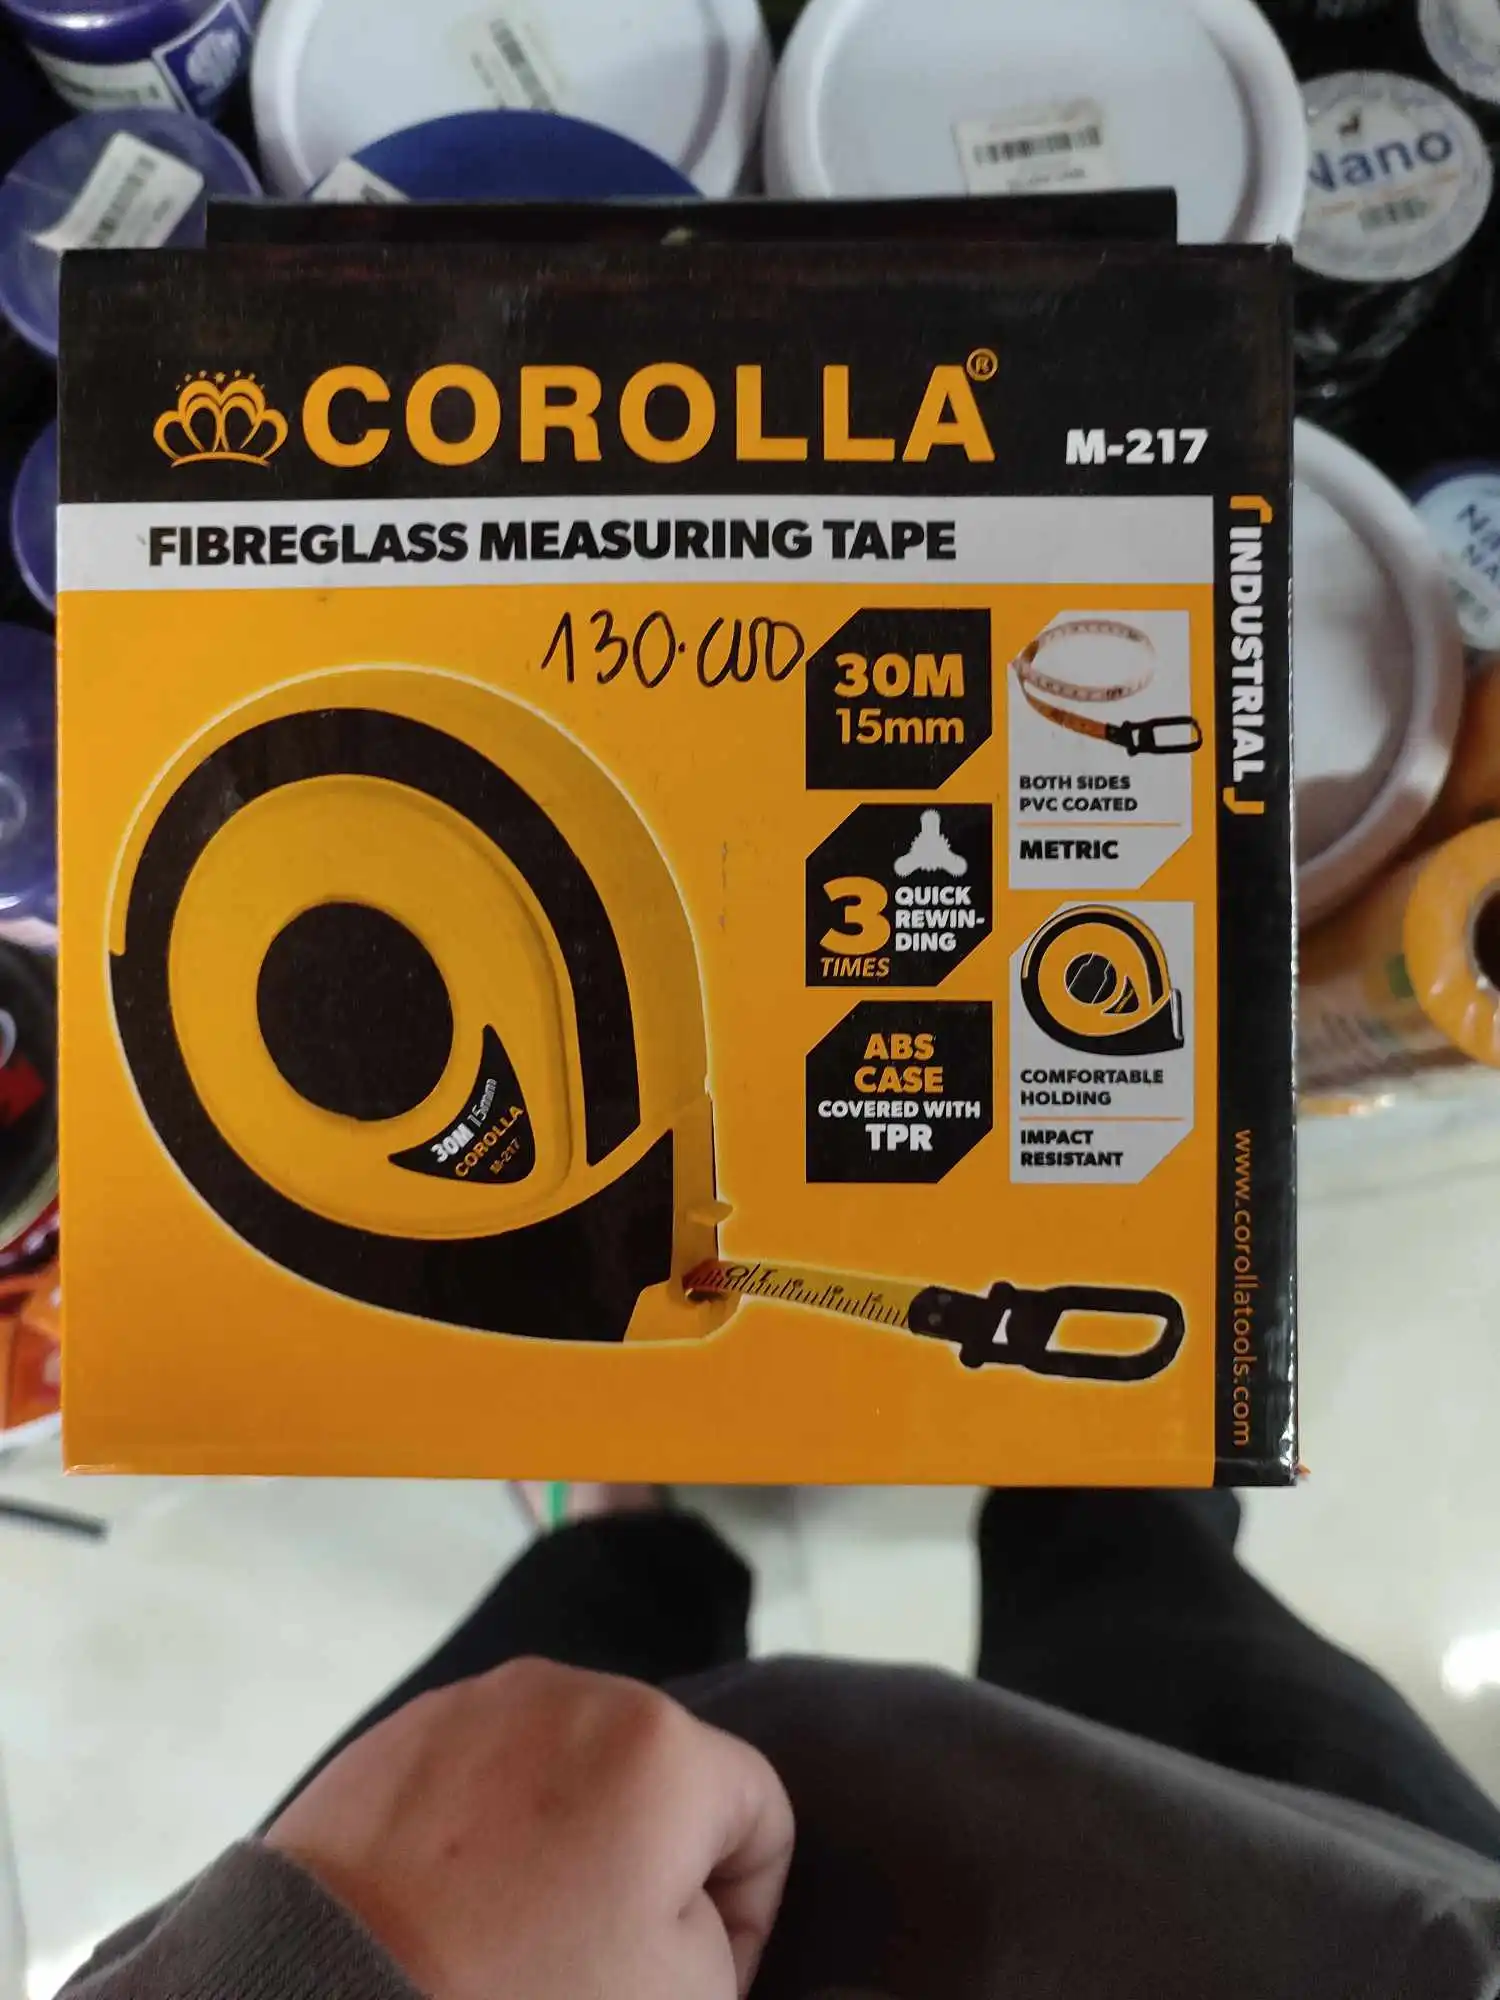 Nano
COROLLA®
M-217
FIBREGLASS MEASURING TAPE
「INDUSTRIAL」
130.000
30M
15mm
BOTH SIDES
PVC COATED
METRIC
3
TIMES
QUICK
REWIN-
DING
ABS
CASE
COVERED WITH
TPR
COMFORTABLE
HOLDING
IMPACT
RESISTANT
30M 15mm
COROLLA
M-217
www.corollatools.com